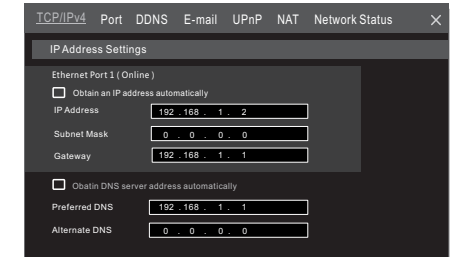 TCP/IPv4 Port DDNS E-mail UPnP NAT Network Status ×
IP Address Settings
Ethernet Port 1 ( Online )
Obtain an IP address automatically
IP Address 192 . 168 . 1 . 2
Subnet Mask 0 . 0 . 0 . 0
Gateway 192 . 168 . 1 . 1
Obatin DNS server address automatically
Preferred DNS 192 . 168 . 1 . 1
Alternate DNS 0 . 0 . 0 . 0